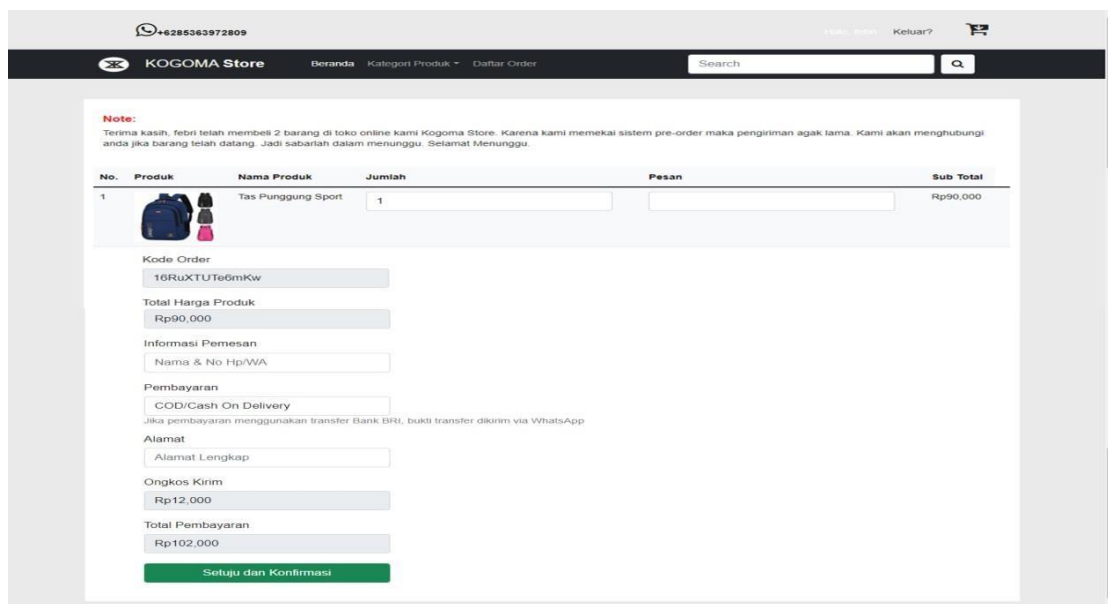 +6285363972809
Keluar?
KOGOMA Store
Beranda
Kategori Produk
Daftar Order
Search
Note:
Terima kasih, febri telah membeli 2 barang di toko online kami Kogoma Store. Karena kami memekai sistem pre-order maka pengiriman agak lama. Kami akan menghubungi
anda jika barang telah datang. Jadi sabarlah dalam menunggu. Selamat Menunggu.
No. Produk Nama Produk Jumlah Pesan Sub Total
1 Tas Punggung Sport 1 Rp90,000
Kode Order
16RuXTUTe6mKw
Total Harga Produk
Rp90,000
Informasi Pemesan
Nama & No Hp/WA
Pembayaran
COD/Cash On Delivery
Jika pembayaran menggunakan transfer Bank BRI, bukti transfer dikirim via WhatsApp
Alamat
Alamat Lengkap
Ongkos Kirim
Rp12,000
Total Pembayaran
Rp102,000
Setuju dan Konfirmasi